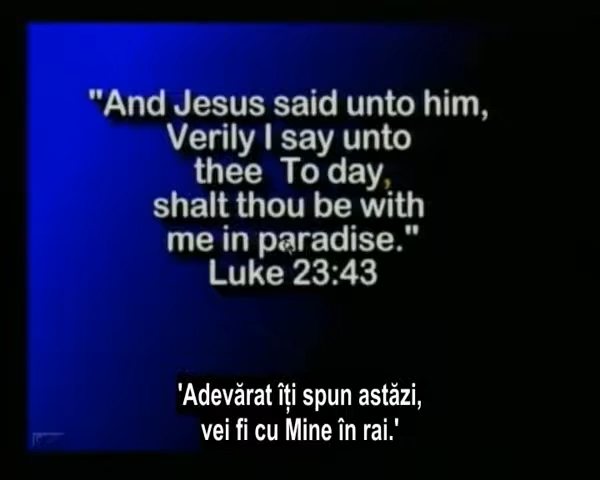 "And Jesus said unto him,
Verily I say unto
thee  To day,
shalt thou be with
me in paradise."
Luke 23:43
'Adevărat îți spun astăzi,
vei fi cu Mine în rai.'